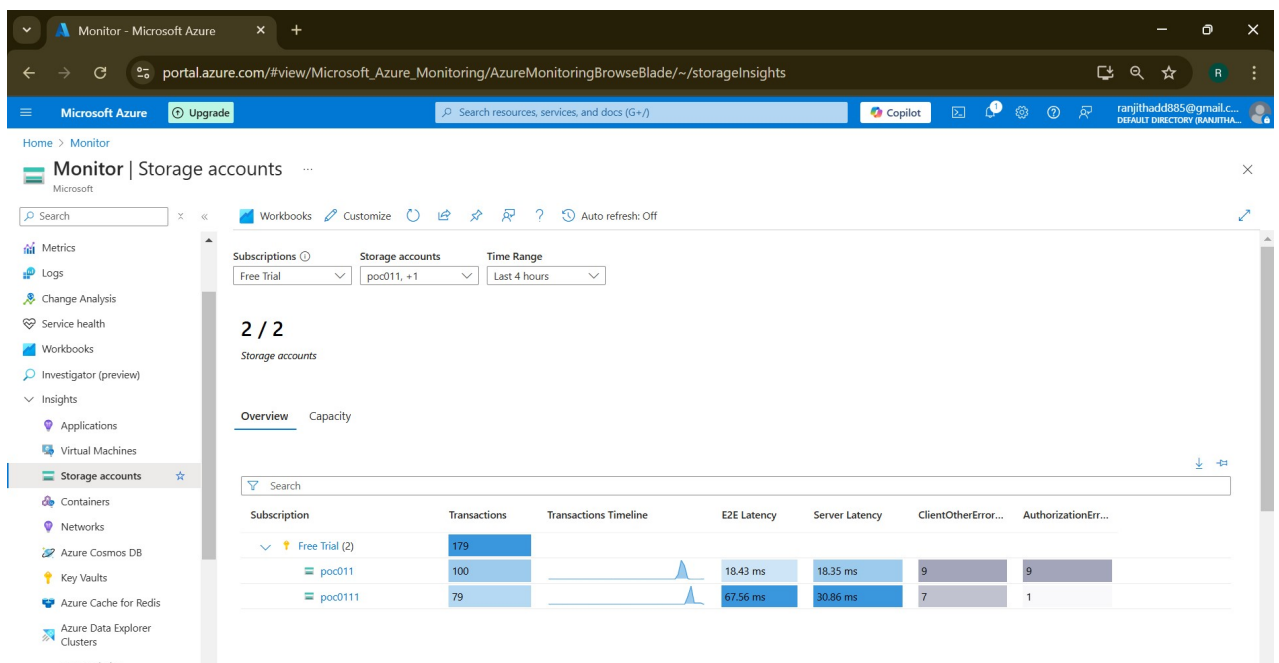 Monitor - Microsoft Azure
portal.azure.com/#view/Microsoft_Azure_Monitoring/AzureMonitoringBrowseBlade/~/storageInsights
R
Microsoft Azure
Upgrade
Search resources, services, and docs (G+/)
Copilot
1
ranjithadd885@gmail.c...
DEFAULT DIRECTORY (RANJITHA...
Home > Monitor
Monitor | Storage accounts ...
Microsoft
Search
Workbooks
Customize
?
Auto refresh: Off
Metrics
Logs
Change Analysis
Service health
Workbooks
Investigator (preview)
Insights
Applications
Virtual Machines
Storage accounts
Containers
Networks
Azure Cosmos DB
Key Vaults
Azure Cache for Redis
Azure Data Explorer
Clusters
Subscriptions
Storage accounts
Time Range
Free Trial
poc011, +1
Last 4 hours
2 / 2
Storage accounts
Overview
Capacity
Search
Subscription Transactions Transactions Timeline E2E Latency Server Latency ClientOtherError... AuthorizationErr...
Free Trial (2) 179
poc011 100 18.43 ms 18.35 ms 9 9
poc0111 79 67.56 ms 30.86 ms 7 1